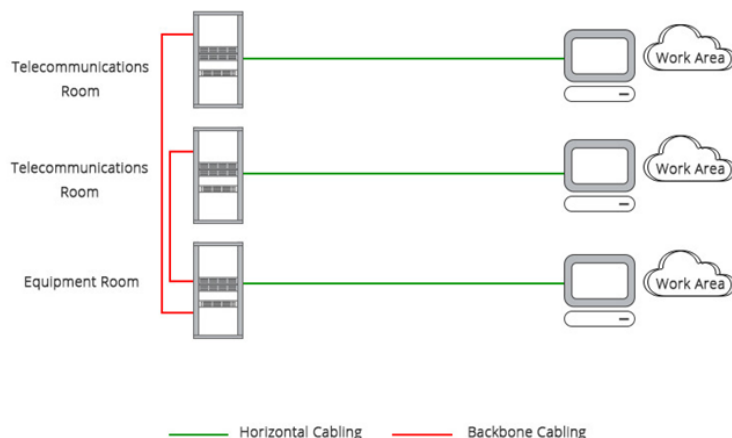 Telecommunications
Room
Work Area
Telecommunications
Room
Work Area
Equipment Room
Work Area
Horizontal Cabling
Backbone Cabling